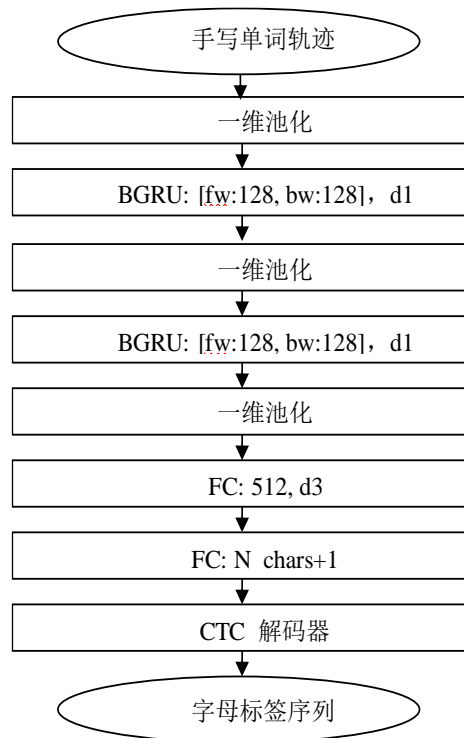 手写单词轨迹
一维池化
BGRU: [fw:128, bw:128]，d1
一维池化
BGRU: [fw:128, bw:128]，d1
一维池化
FC: 512, d3
FC: N chars+1
CTC 解码器
字母标签序列